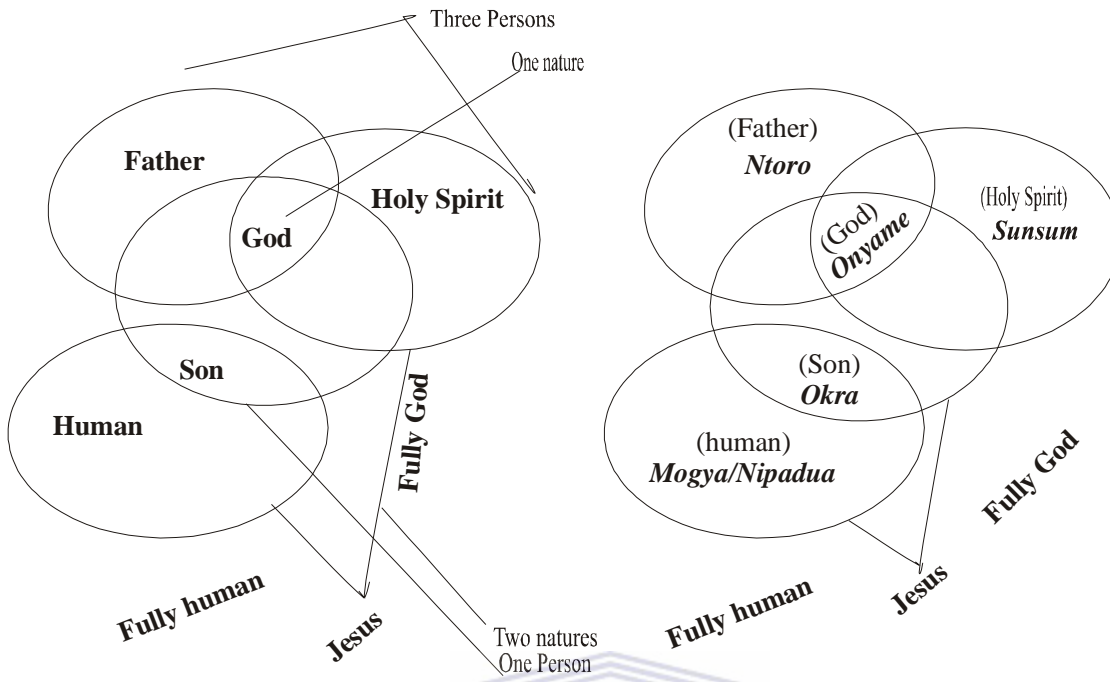 Three Persons
One nature
Father
Holy Spirit
God
Son
Human
Fully God
Fully human
Jesus
Two natures
One Person
(Father)
Ntoro
(Holy Spirit)
Sunsum
(God)
Onyame
(Son)
Okra
(human)
Mogya/Nipadua
Fully God
Fully human
Jesus